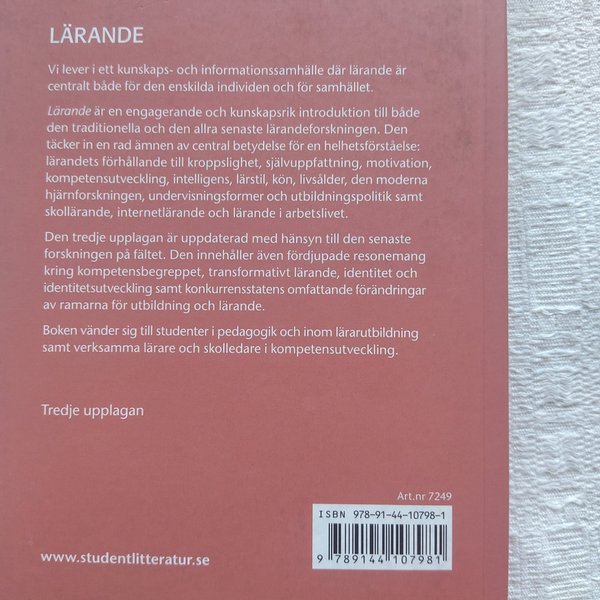 LÄRANDE
Vi lever i ett kunskaps- och informationssamhälle där lärande är
centralt både för den enskilda individen och för samhället.
Lärande är en engagerande och kunskapsrik introduktion till både
den traditionella och den allra senaste lärandeforskningen. Den
täcker in en rad ämnen av central betydelse för en helhetsförståelse:
lärandets förhållande till kroppslighet, självuppfattning, motivation,
kompetensutveckling, intelligens, lärstil, kön, livsålder, den moderna
hjärnforskningen, undervisningsformer och utbildningspolitik samt
skollärande, internetlärande och lärande i arbetslivet.
Den tredje upplagan är uppdaterad med hänsyn till den senaste
forskningen på fältet. Den innehåller även fördjupade resonemang
kring kompetensbegreppet, transformativt lärande, identitet och
identitetsutveckling samt konkurrensstatens omfattande förändringar
av ramarna för utbildning och lärande.
Boken vänder sig till studenter i pedagogik och inom lärarutbildning
samt verksamma lärare och skolledare i kompetensutveckling.
Tredje upplagan
Art.nr 7249
ISBN 978-91-44-10798-1
9 789144 107981
www.studentlitteratur.se